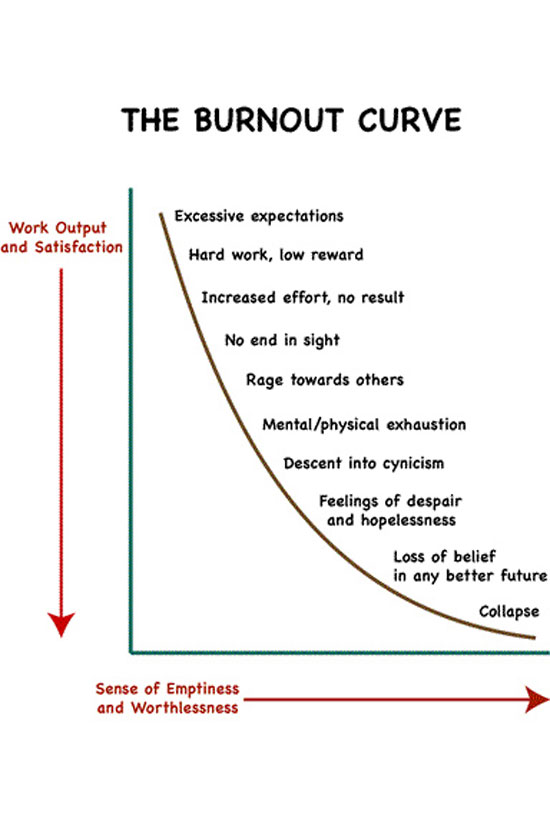 THE BURNOUT CURVE
Work Output
and Satisfaction
Excessive expectations
Hard work, low reward
Increased effort, no result
No end in sight
Rage towards others
Mental/physical exhaustion
Descent into cynicism
Feelings of despair
and hopelessness
Loss of belief
in any better future
Collapse
Sense of Emptiness
and Worthlessness